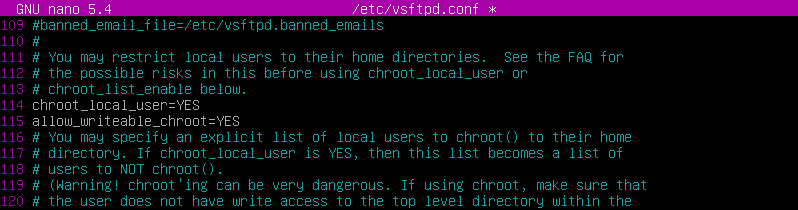 GNU nano 5.4 /etc/vsftpd.conf *
109 #banned_email_file=/etc/vsftpd.banned_emails
110 #
111 # You may restrict local users to their home directories.  See the FAQ for
112 # the possible risks in this before using chroot_local_user or
113 # chroot_list_enable below.
114 chroot_local_user=YES
115 allow_writeable_chroot=YES
116 # You may specify an explicit list of local users to chroot() to their home
117 # directory. If chroot_local_user is YES, then this list becomes a list of
118 # users to NOT chroot().
119 # (Warning! chroot'ing can be very dangerous. If using chroot, make sure that
120 # the user does not have write access to the top level directory within the